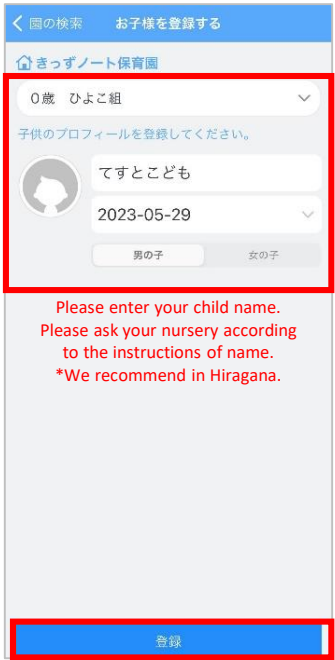 園の検索 お子様を登録する
きっずノート保育園
0歳 ひよこ組
子供のプロフィールを登録してください。
てすとこども
2023-05-29
男の子 女の子
Please enter your child name.
Please ask your nursery according
to the instructions of name.
*We recommend in Hiragana.
登録